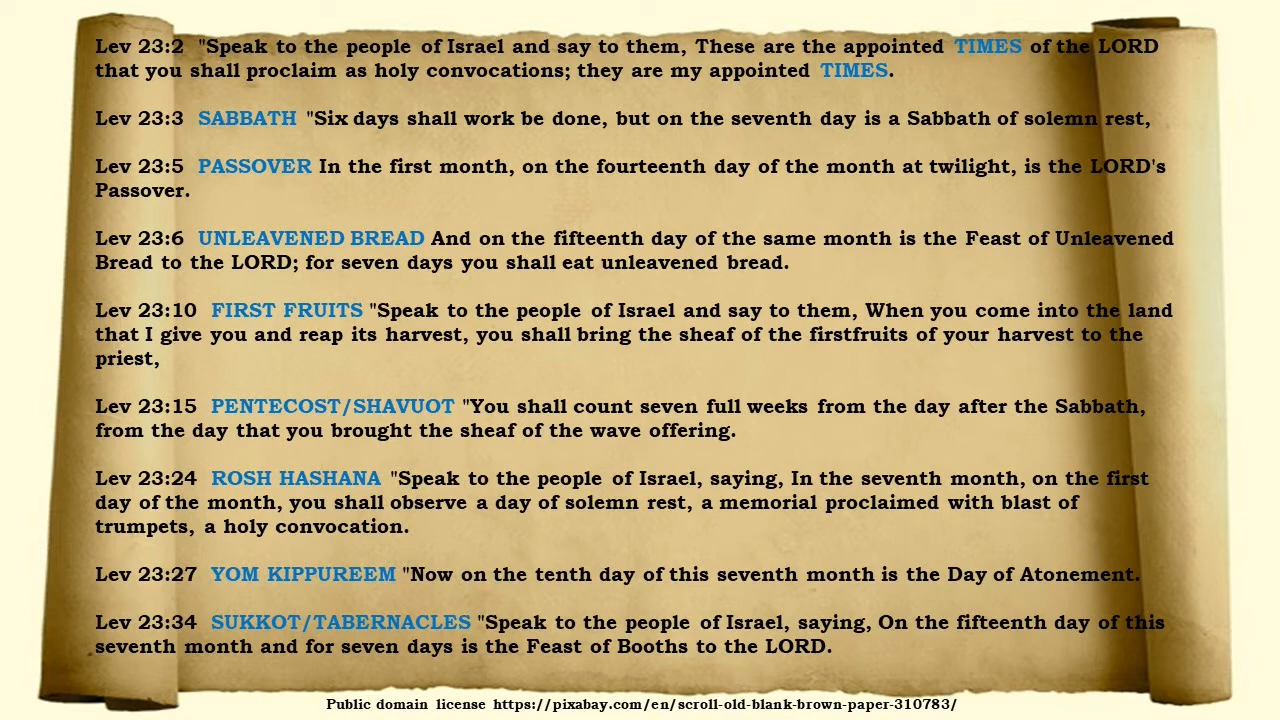 Lev 23:2 "Speak to the people of Israel and say to them, These are the appointed TIMES of the LORD
that you shall proclaim as holy convocations; they are my appointed TIMES.
Lev 23:3 SABBATH "Six days shall work be done, but on the seventh day is a Sabbath of solemn rest,
Lev 23:5 PASSOVER In the first month, on the fourteenth day of the month at twilight, is the LORD's
Passover.
Lev 23:6 UNLEAVENED BREAD And on the fifteenth day of the same month is the Feast of Unleavened
Bread to the LORD; for seven days you shall eat unleavened bread.
Lev 23:10 FIRST FRUITS "Speak to the people of Israel and say to them, When you come into the land
that I give you and reap its harvest, you shall bring the sheaf of the firstfruits of your harvest to the
priest,
Lev 23:15 PENTECOST/SHAVUOT "You shall count seven full weeks from the day after the Sabbath,
from the day that you brought the sheaf of the wave offering.
Lev 23:24 ROSH HASHANA "Speak to the people of Israel, saying, In the seventh month, on the first
day of the month, you shall observe a day of solemn rest, a memorial proclaimed with blast of
trumpets, a holy convocation.
Lev 23:27 YOM KIPPUREEM "Now on the tenth day of this seventh month is the Day of Atonement.
Lev 23:34 SUKKOT/TABERNACLES "Speak to the people of Israel, saying, On the fifteenth day of this
seventh month and for seven days is the Feast of Booths to the LORD.
Public domain license https://pixabay.com/en/scroll-old-blank-brown-paper-310783/